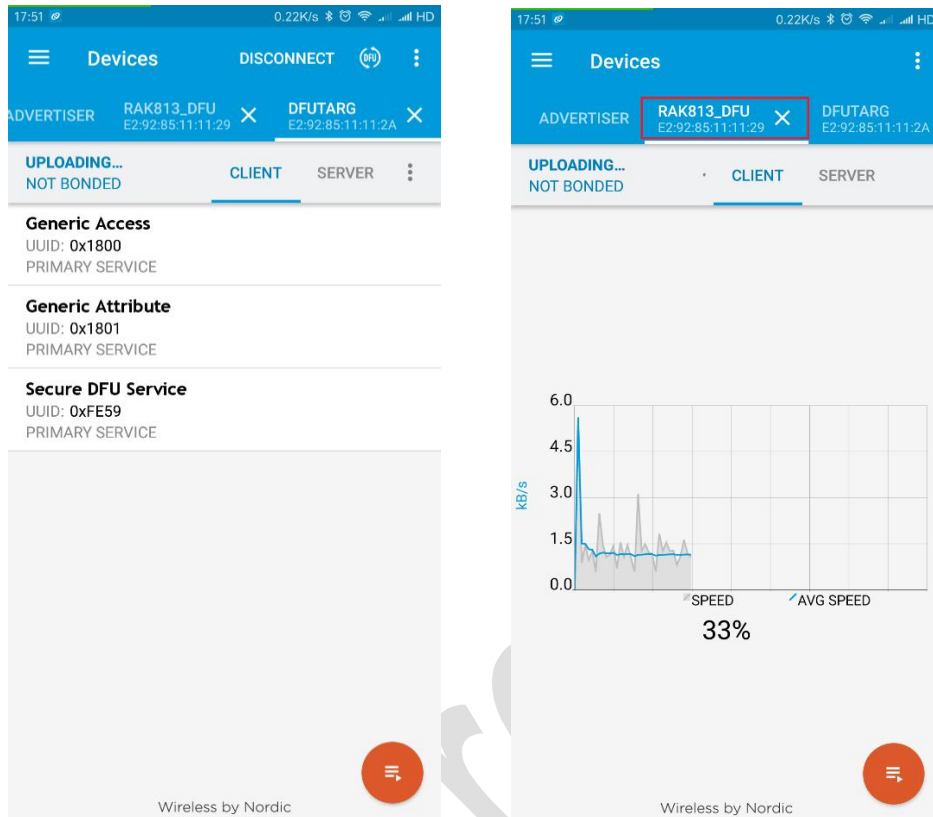 17:51 0.22K/s HD
Devices DISCONNECT DFU
ADVERTISER RAK813_DFU DFUTARG
E2:92:85:11:11:29 E2:92:85:11:11:2A
UPLOADING...
NOT BONDED
CLIENT SERVER
Generic Access
UUID: 0x1800
PRIMARY SERVICE
Generic Attribute
UUID: 0x1801
PRIMARY SERVICE
Secure DFU Service
UUID: 0xFE59
PRIMARY SERVICE
Wireless by Nordic
17:51 0.22K/s HD
Devices
ADVERTISER RAK813_DFU DFUTARG
E2:92:85:11:11:29 E2:92:85:11:11:2A
UPLOADING...
NOT BONDED
CLIENT SERVER
6.0
4.5
3.0
1.5
0.0
kB/s
SPEED AVG SPEED
33%
Wireless by Nordic